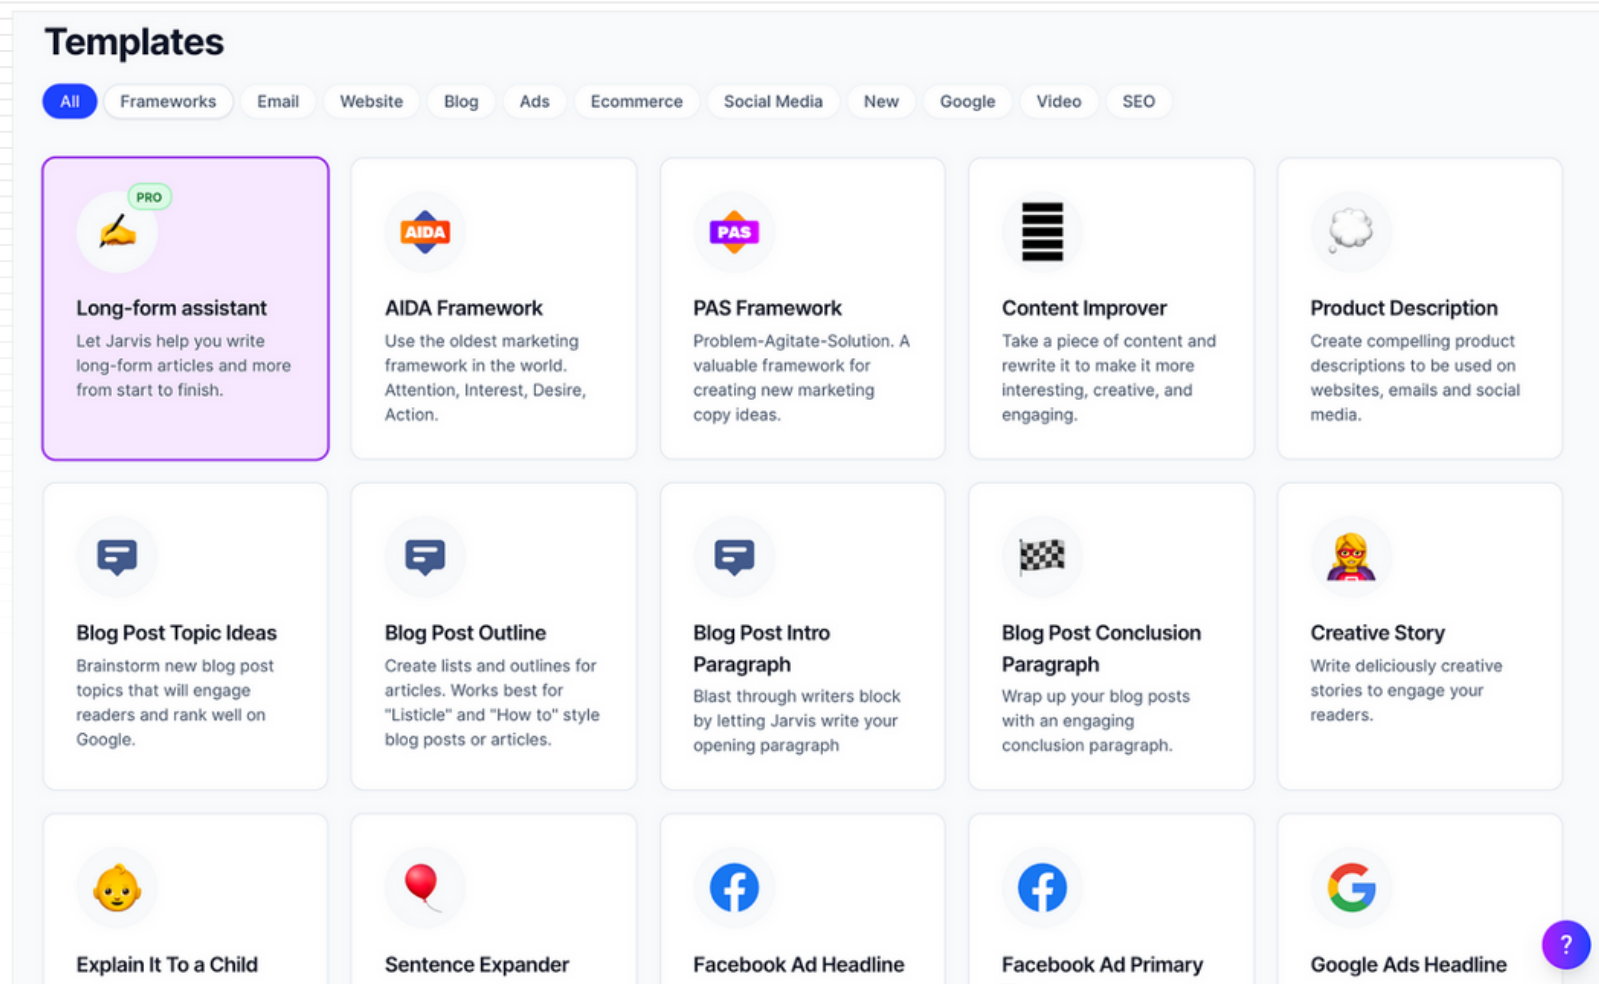 Templates
All Frameworks Email Website Blog Ads Ecommerce Social Media New Google Video SEO
PRO
Long-form assistant
Let Jarvis help you write
long-form articles and more
from start to finish.
AIDA
AIDA Framework
Use the oldest marketing
framework in the world.
Attention, Interest, Desire,
Action.
PAS
PAS Framework
Problem-Agitate-Solution. A
valuable framework for
creating new marketing
copy ideas.
Content Improver
Take a piece of content and
rewrite it to make it more
interesting, creative, and
engaging.
Product Description
Create compelling product
descriptions to be used on
websites, emails and social
media.
Blog Post Topic Ideas
Brainstorm new blog post
topics that will engage
readers and rank well on
Google.
Blog Post Outline
Create lists and outlines for
articles. Works best for
"Listicle" and "How to" style
blog posts or articles.
Blog Post Intro
Paragraph
Blast through writers block
by letting Jarvis write your
opening paragraph
Blog Post Conclusion
Paragraph
Wrap up your blog posts
with an engaging
conclusion paragraph.
Creative Story
Write deliciously creative
stories to engage your
readers.
Explain It To a Child
Sentence Expander
Facebook Ad Headline
Facebook Ad Primary
Google Ads Headline
?